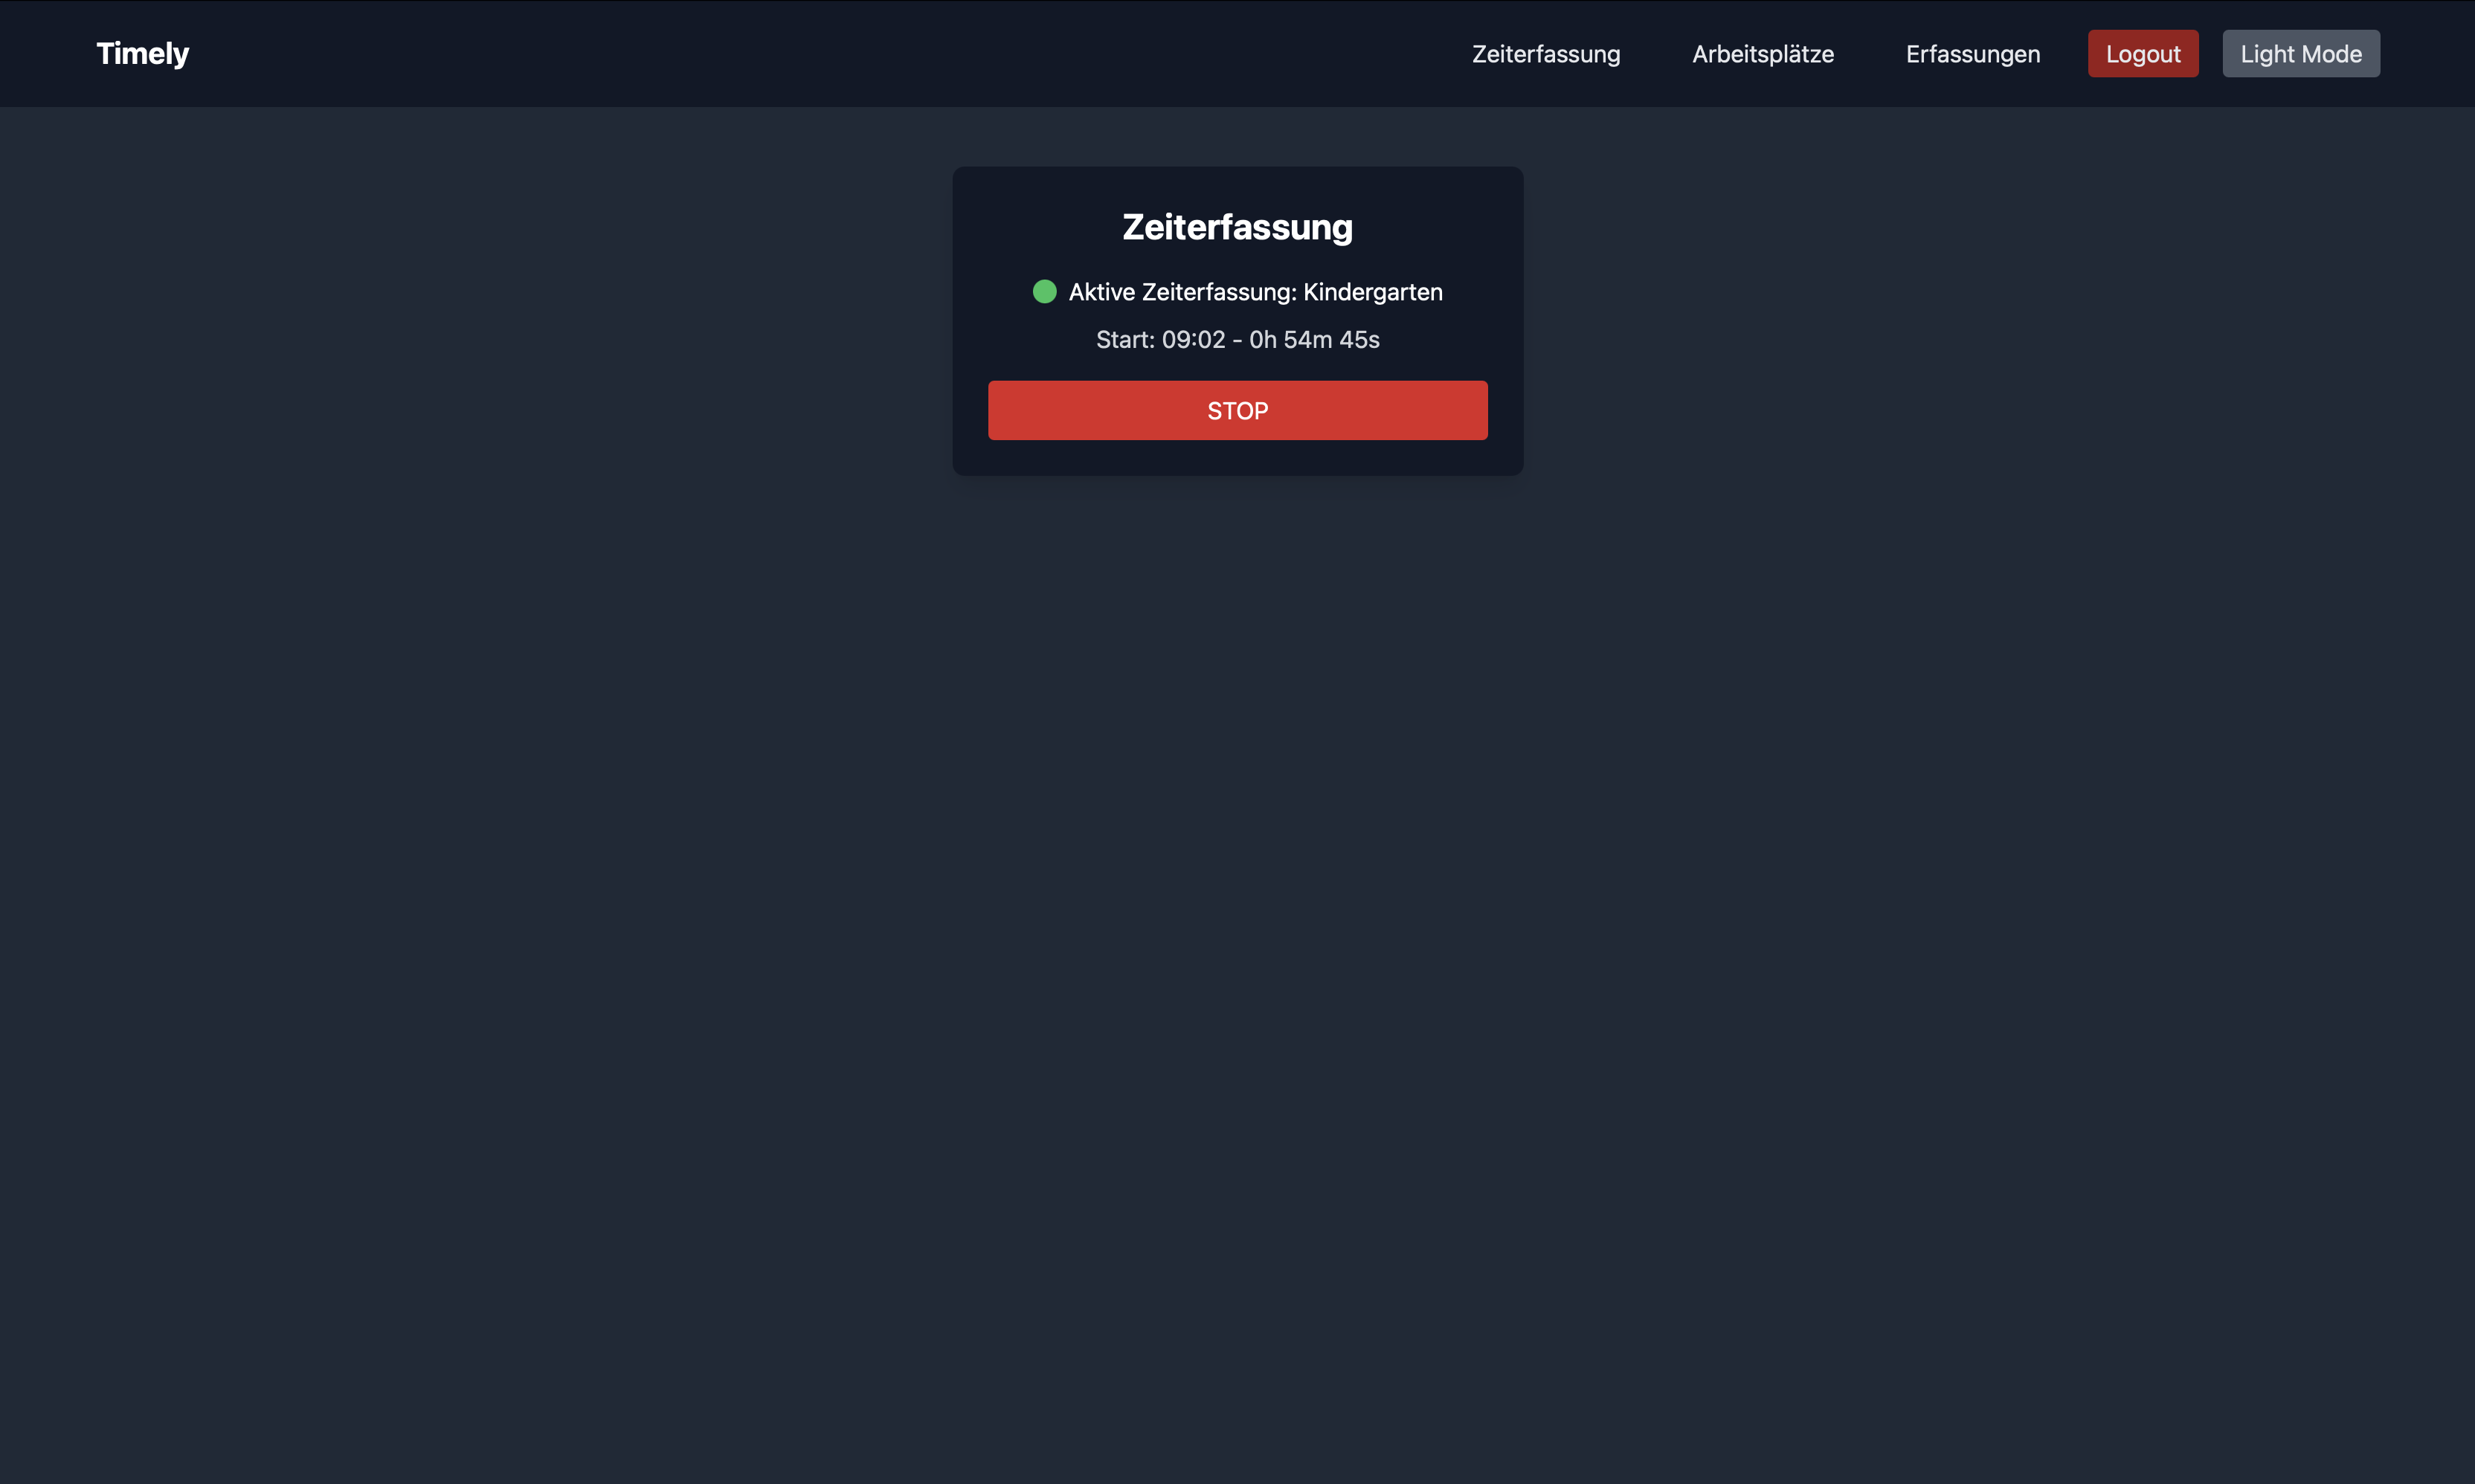 Timely
Zeiterfassung
Arbeitsplätze
Erfassungen
Logout
Light Mode
Zeiterfassung
Aktive Zeiterfassung: Kindergarten
Start: 09:02 - 0h 54m 45s
STOP